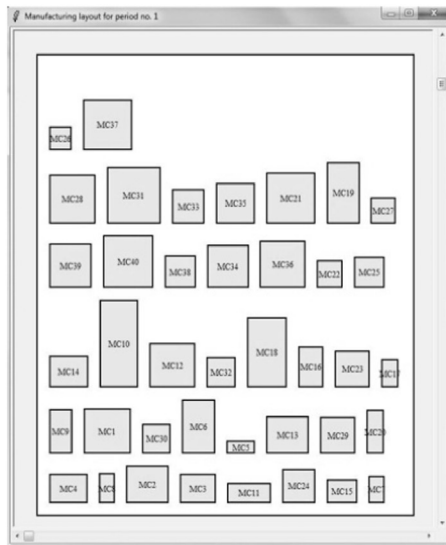 Manufacturing layout for period no. 1
MC26 MC37
MC28 MC31 MC33 MC35 MC21 MC19 MC27
MC39 MC40 MC38 MC34 MC36 MC22 MC25
MC14 MC10 MC12 MC32 MC18 MC16 MC23 MC17
MC9 MC1 MC30 MC6 MC5 MC13 MC29 MC20
MC4 MC8 MC2 MC3 MC11 MC24 MC15 MC7